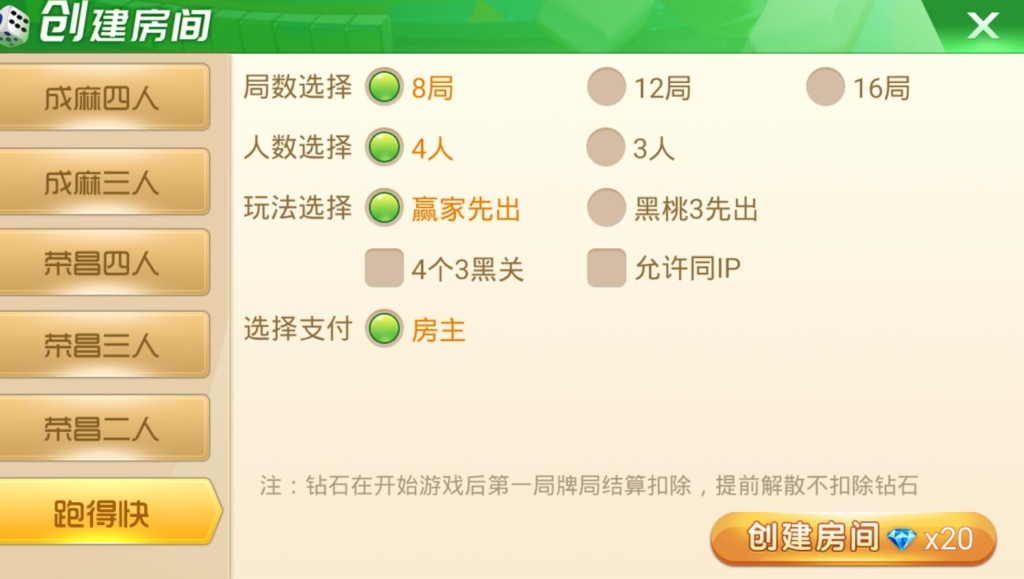 创建房间
成麻四人
成麻三人
荣昌四人
荣昌三人
荣昌二人
跑得快
局数选择 8局 12局 16局
人数选择 4人 3人
玩法选择 赢家先出 黑桃3先出
4个3黑关 允许同IP
选择支付 房主
注：钻石在开始游戏后第一局牌局结算扣除，提前解散不扣除钻石
创建房间 x20